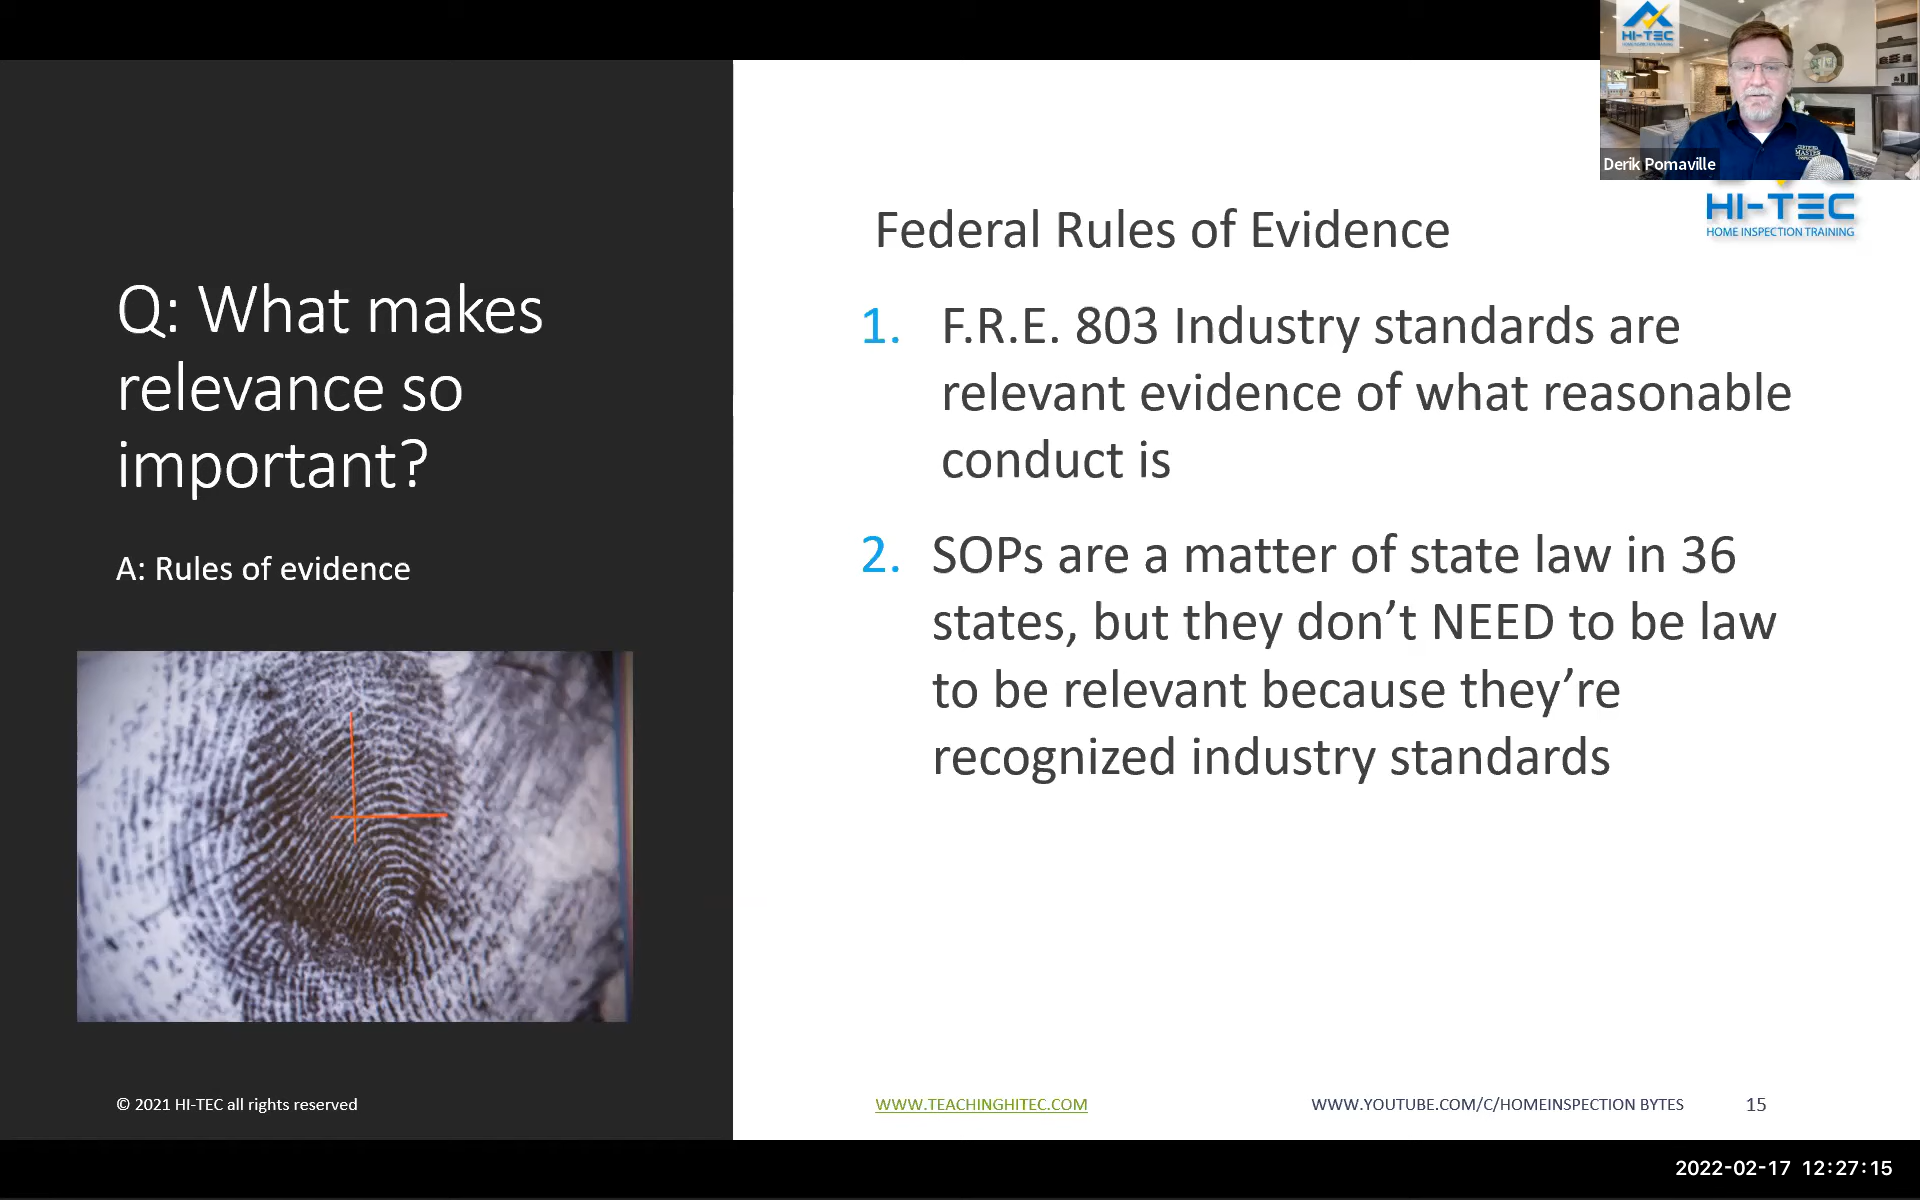 HI-TEC
Derik Pomaville
HI-TEC
HOME INSPECTION TRAINING
Q: What makes
relevance so
important?
A: Rules of evidence
Federal Rules of Evidence
1. F.R.E. 803 Industry standards are
relevant evidence of what reasonable
conduct is
2. SOPs are a matter of state law in 36
states, but they don’t NEED to be law
to be relevant because they’re
recognized industry standards
© 2021 HI-TEC all rights reserved
WWW.TEACHINGHITEC.COM
WWW.YOUTUBE.COM/C/HOMEINSPECTION BYTES
15
2022-02-17 12:27:15